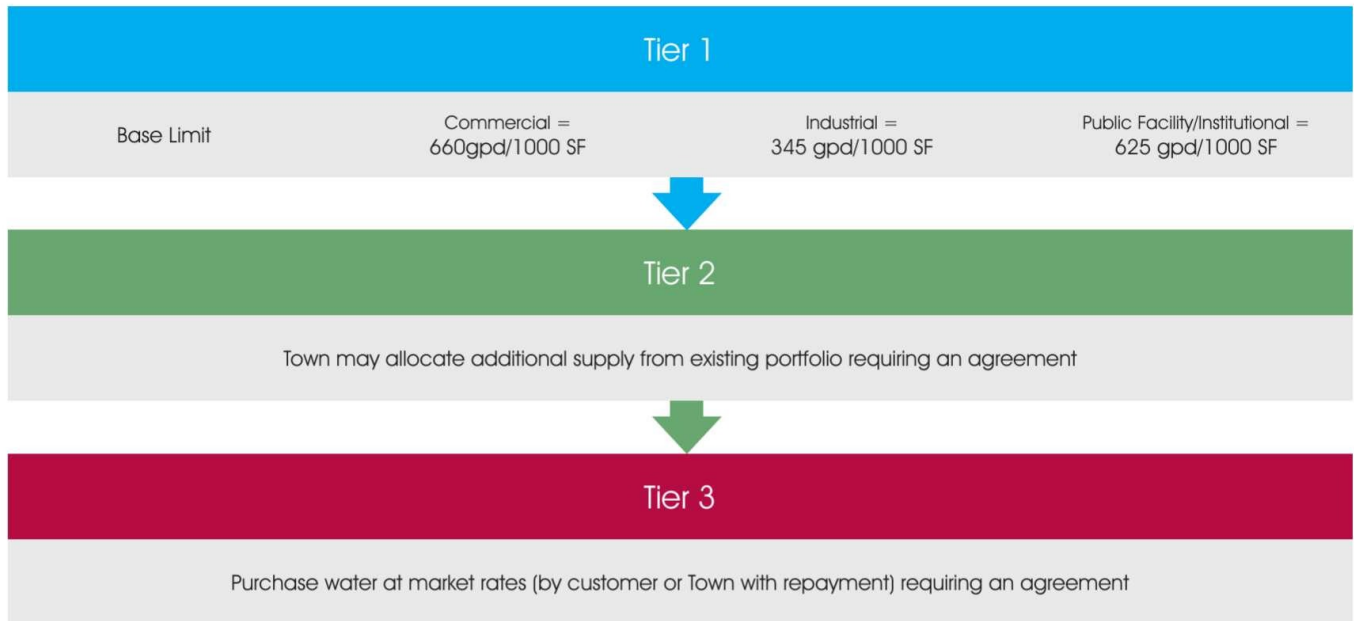 Tier 1
Base Limit
Commercial =
660gpd/1000 SF
Industrial =
345 gpd/1000 SF
Public Facility/Institutional =
625 gpd/1000 SF
Tier 2
Town may allocate additional supply from existing portfolio requiring an agreement
Tier 3
Purchase water at market rates (by customer or Town with repayment) requiring an agreement